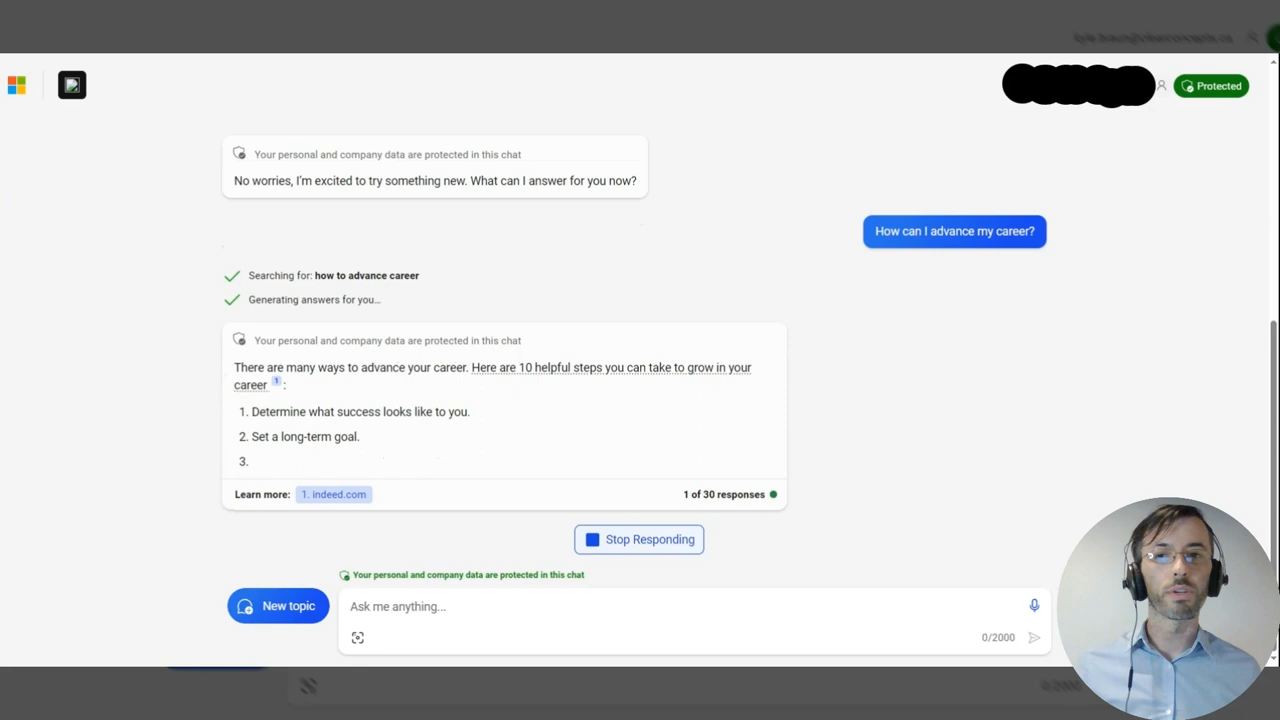 Protected
Your personal and company data are protected in this chat
No worries, I'm excited to try something new. What can I answer for you now?
How can I advance my career?
Searching for: how to advance career
Generating answers for you...
Your personal and company data are protected in this chat
There are many ways to advance your career. Here are 10 helpful steps you can take to grow in your
career 1 :
1. Determine what success looks like to you.
2. Set a long-term goal.
3.
Learn more: 1. indeed.com 1 of 30 responses
Stop Responding
Your personal and company data are protected in this chat
New topic
Ask me anything...
0/2000